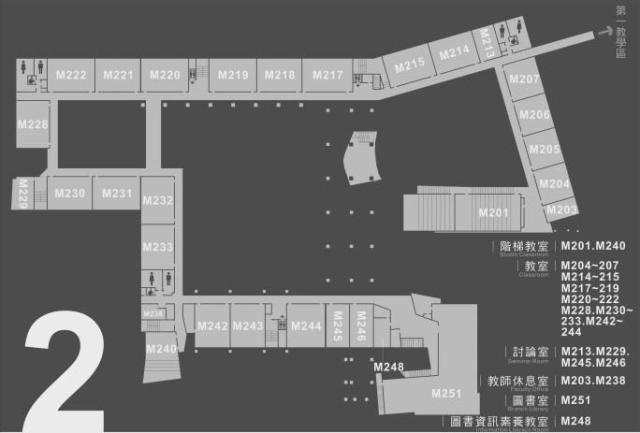 第一教學區
M222
M221
M220
M219
M218
M217
M215
M214
M213
M207
M206
M205
M204
M203
M201
M228
M229
M230
M231
M232
M233
M238
M240
M242
M243
M244
M245
M246
M248
M251
2
階梯教室 M201.M240
Studio Classroom
教室 M204~207
Classroom
M214~215
M217~219
M220~222
M228.M230~
233.M242~
244
討論室 M213.M229.
Seminar Room
M245.M246
教師休息室 M203.M238
Faculty Office
圖書室 M251
Branch Library
圖書資訊素養教室 M248
Information Literacy Room